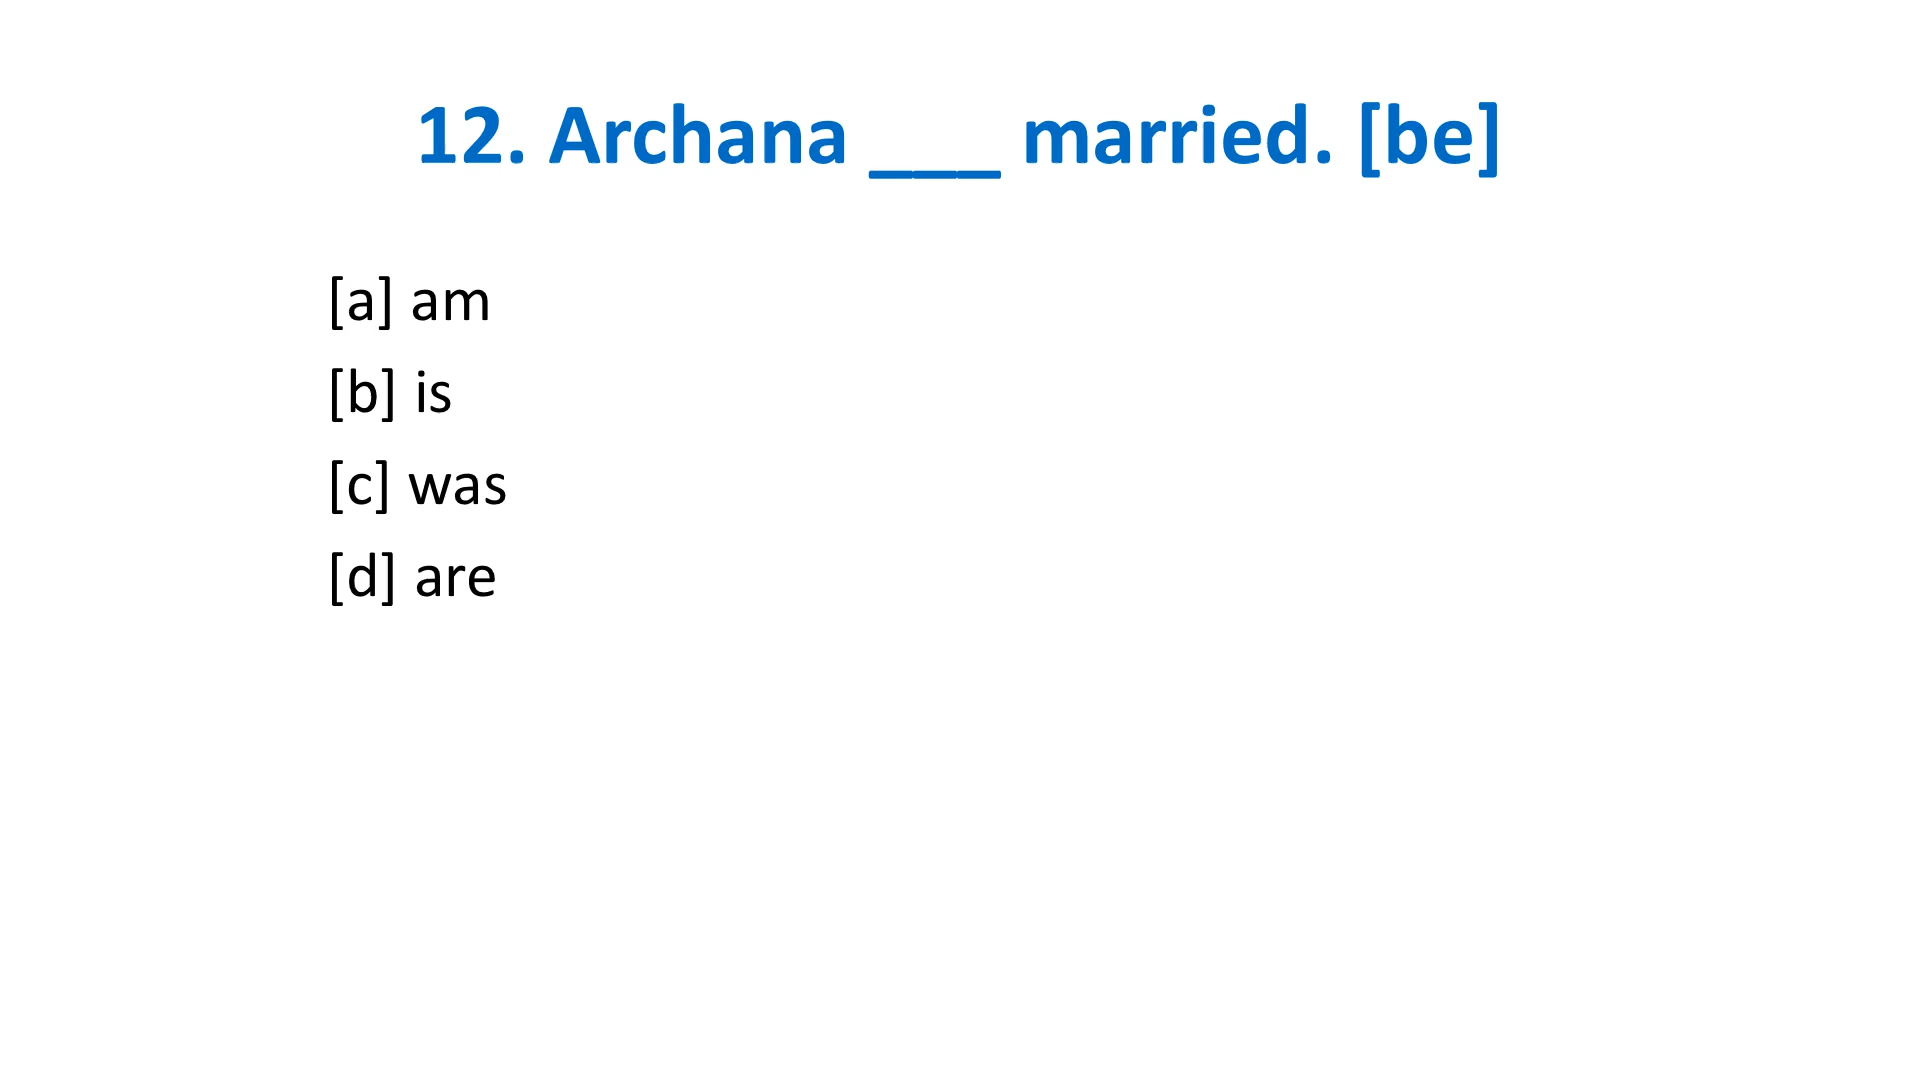 12. Archana ___ married. [be]
[a] am
[b] is
[c] was
[d] are